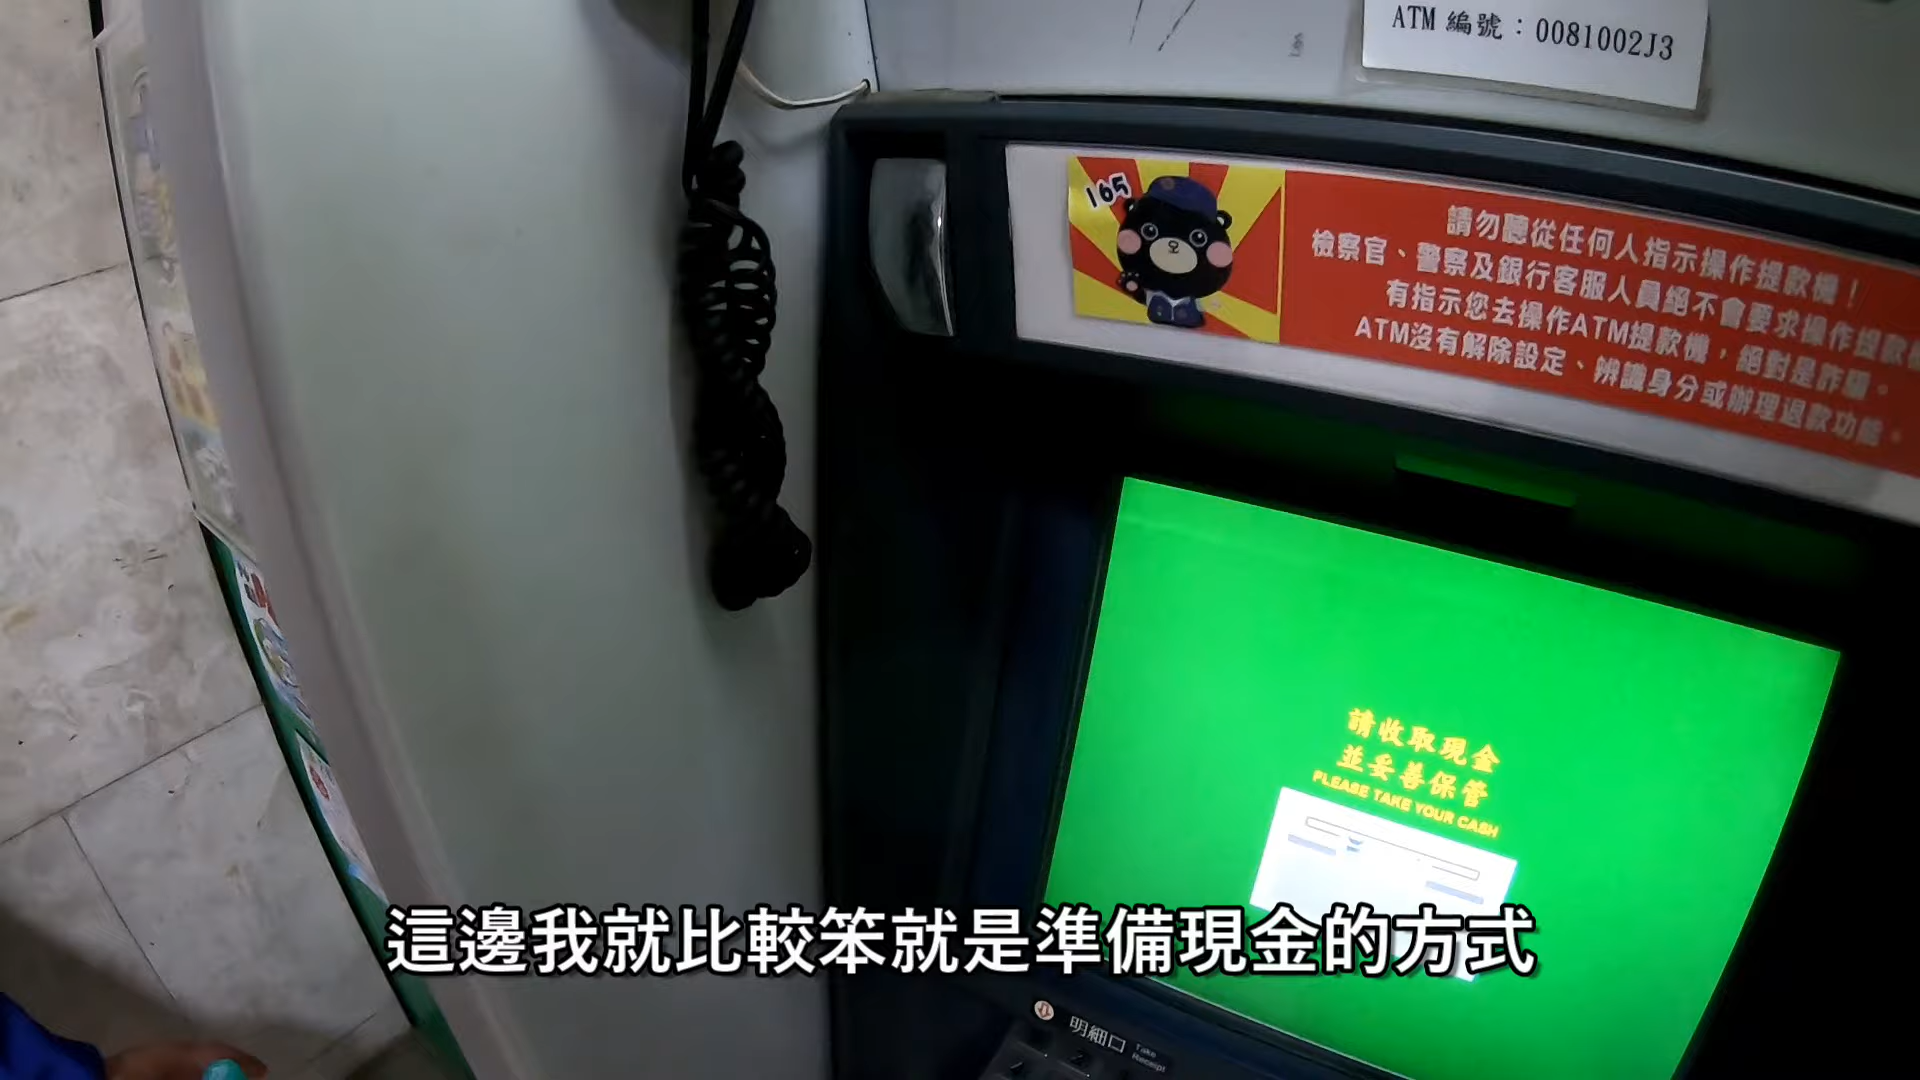 ATM 編號：0081002J3
165
請勿聽從任何人指示操作提款機！
檢察官、警察及銀行客服人員絕不會要求操作提款
有指示您去操作ATM提款機，絕對是詐騙。
ATM沒有解除設定、辨識身分或辦理退款功能。
請收取現金
並妥善保管
PLEASE TAKE YOUR CASH
這邊我就比較笨就是準備現金的方式
明細口
Take
Receipt